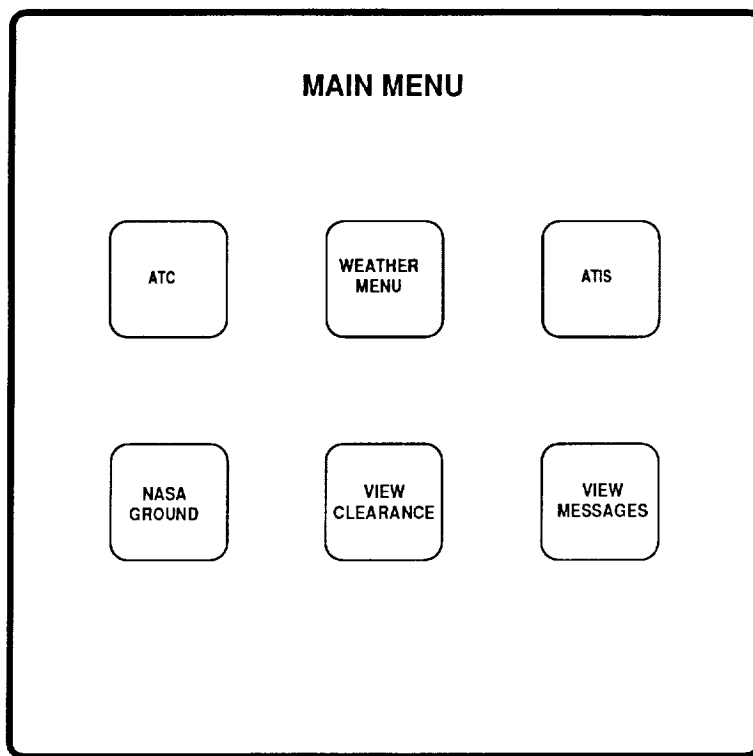 MAIN MENU
ATC
WEATHER
MENU
ATIS
NASA
GROUND
VIEW
CLEARANCE
VIEW
MESSAGES